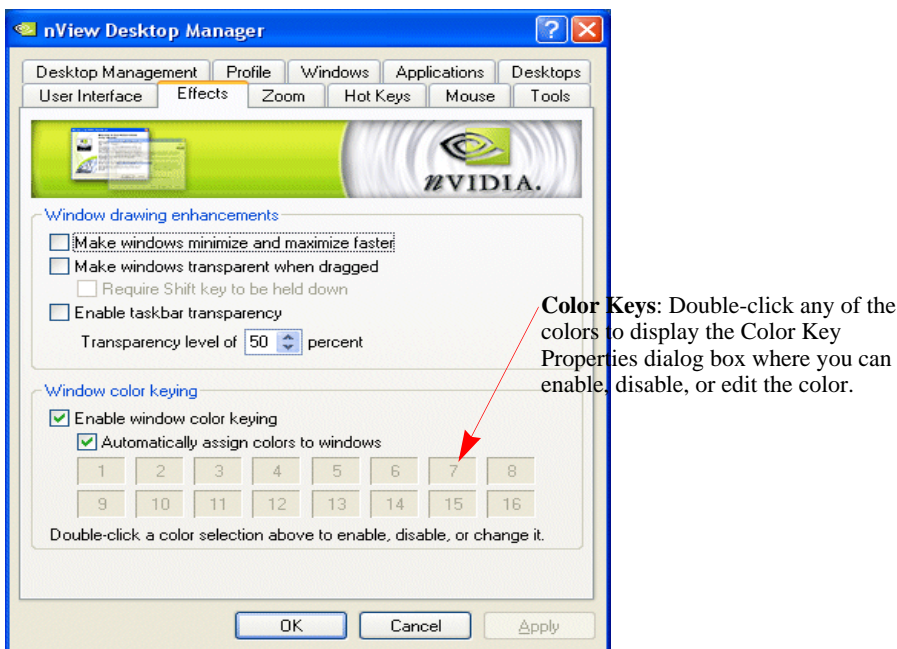 nView Desktop Manager
Desktop Management Profile Windows Applications Desktops
User Interface Effects Zoom Hot Keys Mouse Tools
nVIDIA.
Window drawing enhancements
Make windows minimize and maximize faster
Make windows transparent when dragged
Require Shift key to be held down
Enable taskbar transparency
Transparency level of 50 percent
Color Keys: Double-click any of the
colors to display the Color Key
Properties dialog box where you can
enable, disable, or edit the color.
Window color keying
Enable window color keying
Automatically assign colors to windows
1 2 3 4 5 6 7 8
9 10 11 12 13 14 15 16
Double-click a color selection above to enable, disable, or change it.
OK Cancel Apply